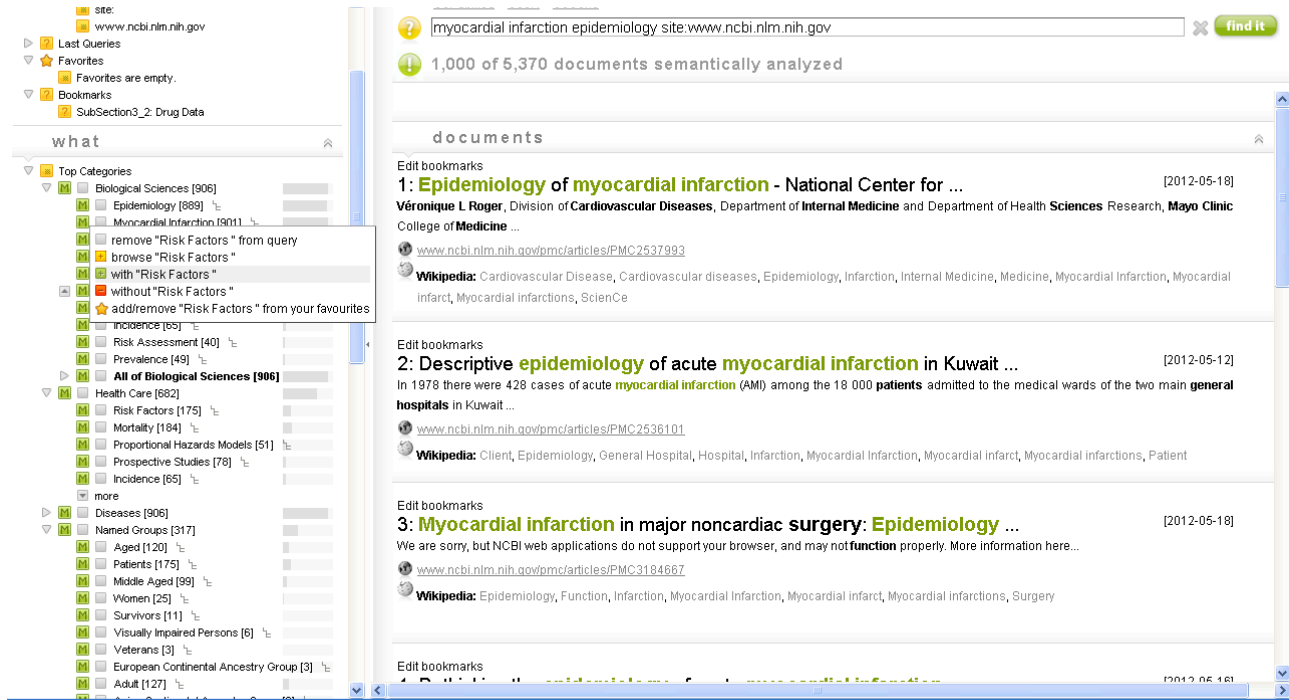 site:
www.ncbi.nlm.nih.gov
Last Queries
Favorites
Favorites are empty.
Bookmarks
SubSection3_2: Drug Data
what
Top Categories
Biological Sciences [906]
Epidemiology [889]
Myocardial Infarction [901]
remove "Risk Factors " from query
browse "Risk Factors "
with "Risk Factors "
without "Risk Factors "
add/remove "Risk Factors " from your favourites
Incidence [65]
Risk Assessment [40]
Prevalence [49]
All of Biological Sciences [906]
Health Care [682]
Risk Factors [175]
Mortality [184]
Proportional Hazards Models [51]
Prospective Studies [78]
Incidence [65]
more
Diseases [906]
Named Groups [317]
Aged [120]
Patients [175]
Middle Aged [99]
Women [25]
Survivors [11]
Visually Impaired Persons [6]
Veterans [3]
European Continental Ancestry Group [3]
Adult [127]
myocardial infarction epidemiology site:www.ncbi.nlm.nih.gov
find it
1,000 of 5,370 documents semantically analyzed
documents
Edit bookmarks
1: Epidemiology of myocardial infarction - National Center for ... [2012-05-18]
Véronique L Roger, Division of Cardiovascular Diseases, Department of Internal Medicine and Department of Health Sciences Research, Mayo Clinic
College of Medicine ...
www.ncbi.nlm.nih.gov/pmc/articles/PMC2537993
Wikipedia: Cardiovascular Disease, Cardiovascular diseases, Epidemiology, Infarction, Internal Medicine, Medicine, Myocardial Infarction, Myocardial
infarct, Myocardial infarctions, ScienCe
Edit bookmarks
2: Descriptive epidemiology of acute myocardial infarction in Kuwait ... [2012-05-12]
In 1978 there were 428 cases of acute myocardial infarction (AMI) among the 18 000 patients admitted to the medical wards of the two main general
hospitals in Kuwait ...
www.ncbi.nlm.nih.gov/pmc/articles/PMC2536101
Wikipedia: Client, Epidemiology, General Hospital, Hospital, Infarction, Myocardial Infarction, Myocardial infarct, Myocardial infarctions, Patient
Edit bookmarks
3: Myocardial infarction in major noncardiac surgery: Epidemiology ... [2012-05-18]
We are sorry, but NCBI web applications do not support your browser, and may not function properly. More information here...
www.ncbi.nlm.nih.gov/pmc/articles/PMC3184667
Wikipedia: Epidemiology, Function, Infarction, Myocardial Infarction, Myocardial infarct, Myocardial infarctions, Surgery
Edit bookmarks